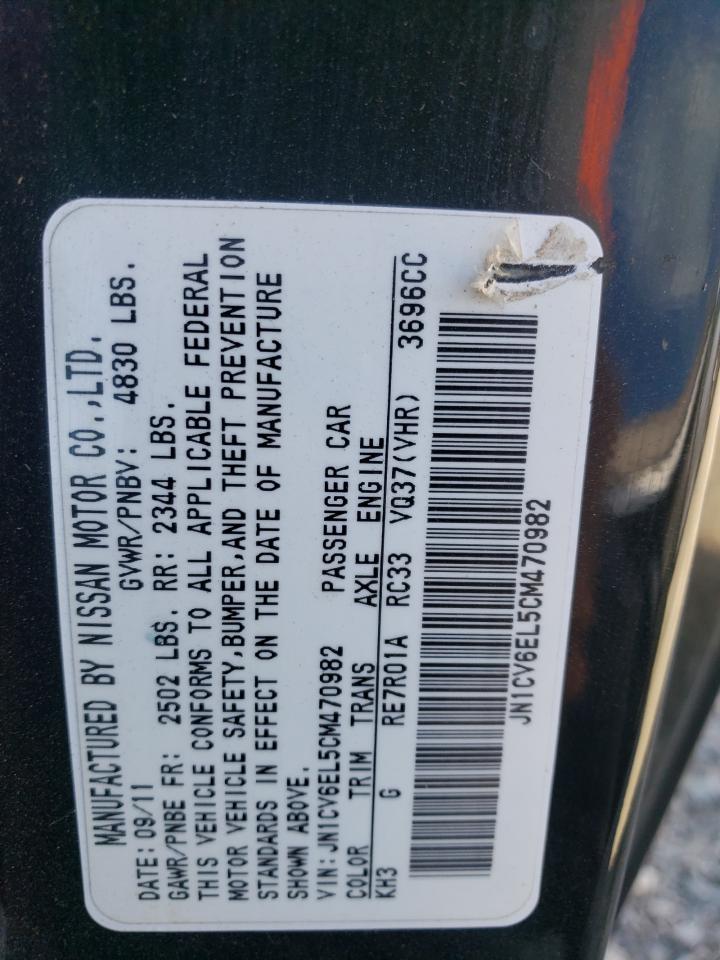 MANUFACTURED BY NISSAN MOTOR CO.,LTD.
DATE: 09/11 GVWR/PNBV: 4830 LBS.
GAWR/PNBE FR: 2502 LBS. RR: 2344 LBS.
THIS VEHICLE CONFORMS TO ALL APPLICABLE FEDERAL
MOTOR VEHICLE SAFETY,BUMPER,AND THEFT PREVENTION
STANDARDS IN EFFECT ON THE DATE OF MANUFACTURE
SHOWN ABOVE.
VIN:JN1CV6EL5CM470982 PASSENGER CAR
COLOR TRIM TRANS AXLE ENGINE
KH3 G RE7R01A RC33 VQ37(VHR) 3696CC
JN1CV6EL5CM470982